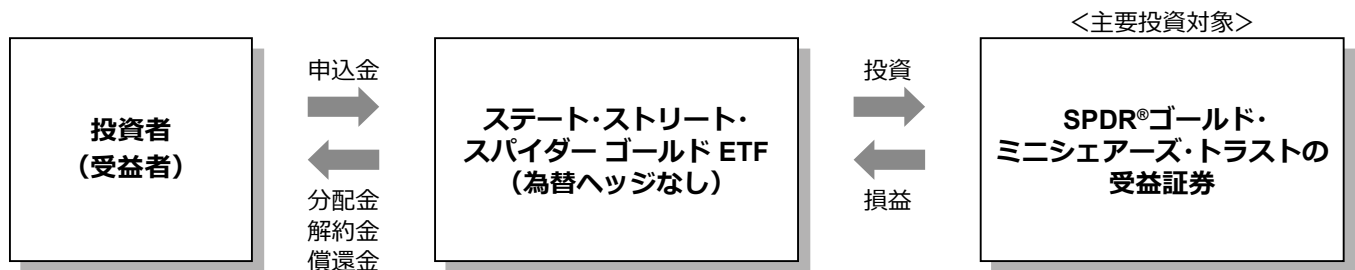 ＜主要投資対象＞
投資者
（受益者）
申込金
分配金
解約金
償還金
ステート・ストリート・
スパイダー ゴールド ETF
（為替ヘッジなし）
投資
損益
SPDR®ゴールド・
ミニシェアーズ・トラストの
受益証券